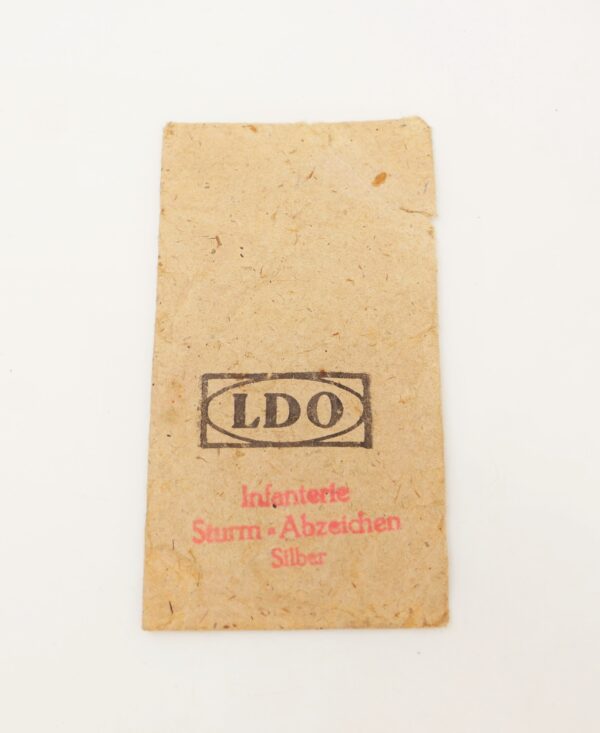 LDO
Infanterie
Sturm-Abzeichen
Silber